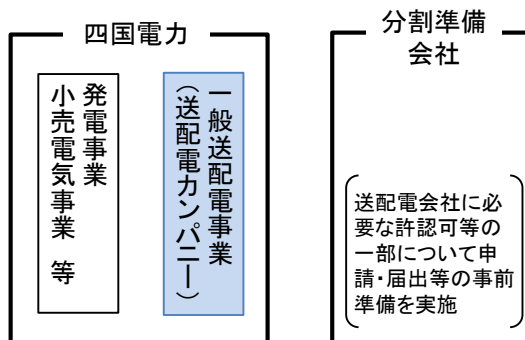 四国電力
発電事業
小売電気事業 等
一般送配電事業
(送配電カンパニー)
分割準備
会社
送配電会社に必
要な許認可等の
一部について申
請・届出等の事前
準備を実施